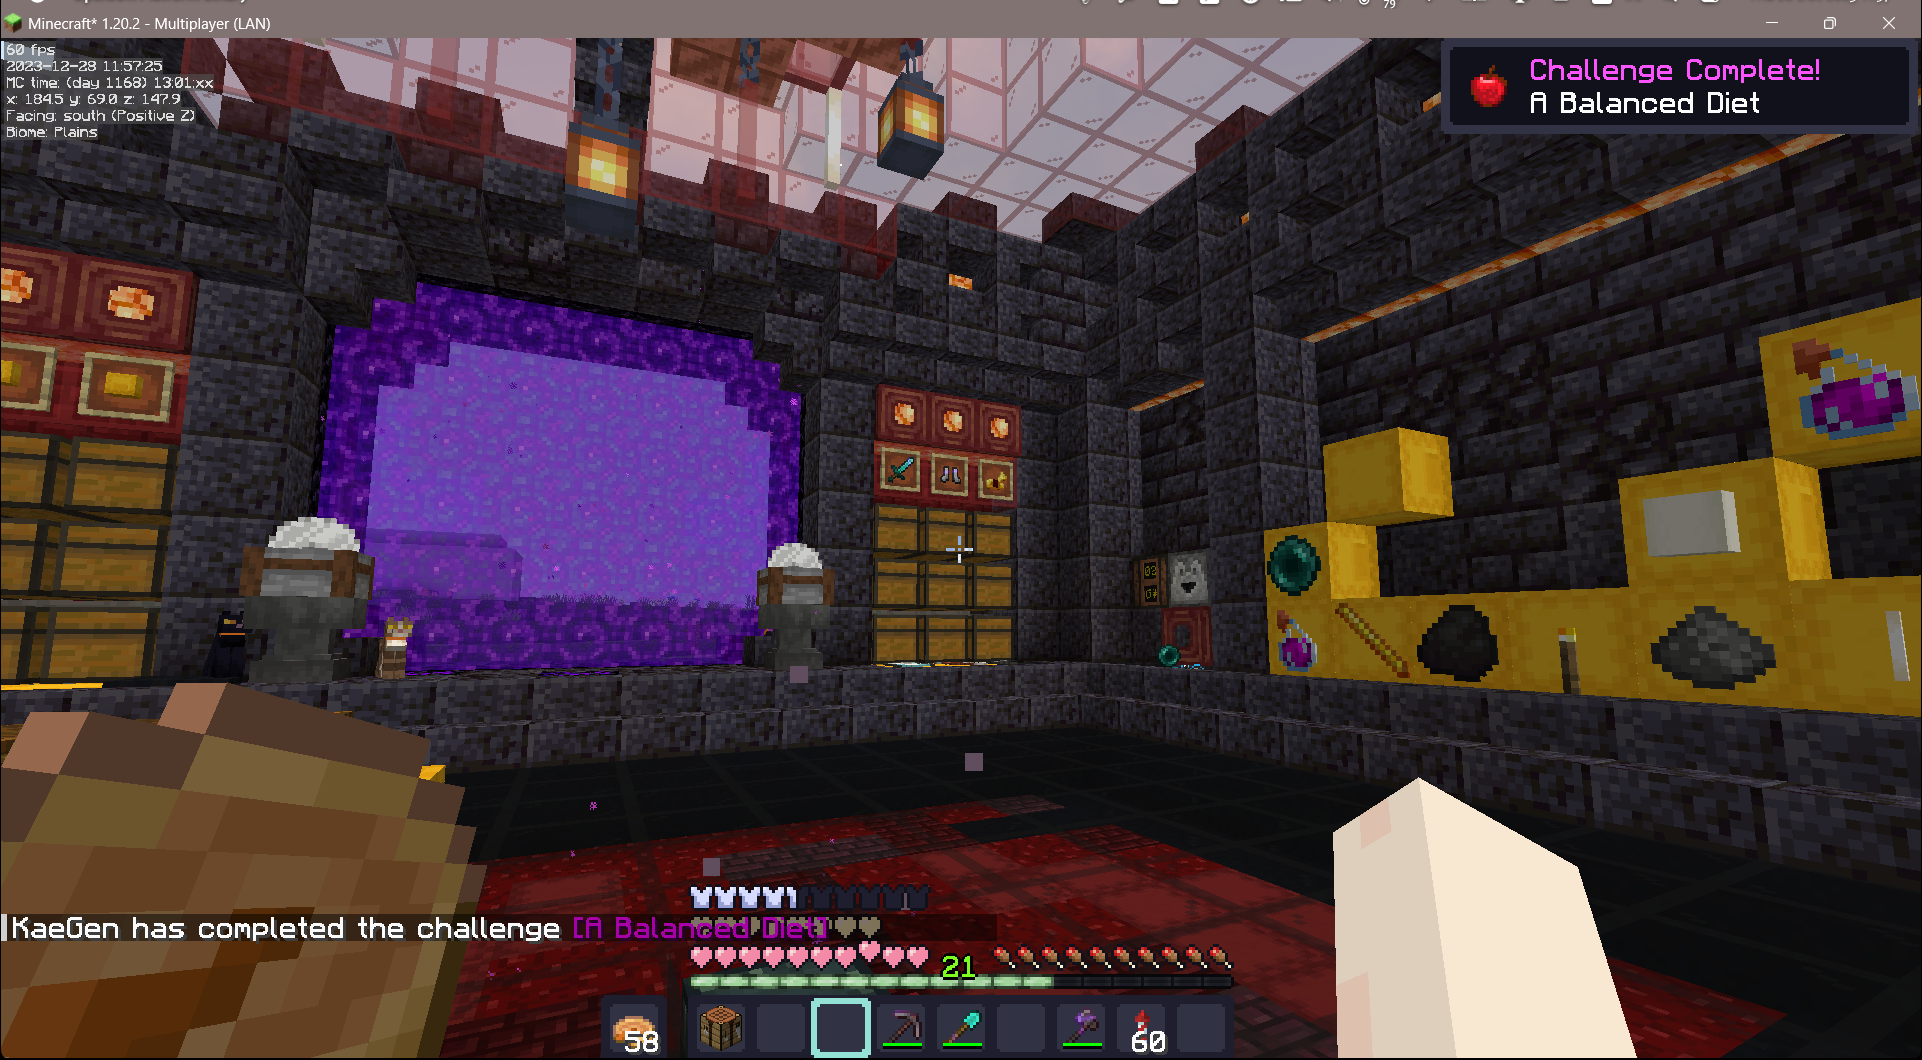 Minecraft* 1.20.2 - Multiplayer (LAN)
79
60 fps
2023-12-28 11:57:25
MC time: (day 1168) 13:01:xx
x: 184.5 y: 69.0 z: 147.9
Facing: south (Positive Z)
Biome: Plains
Challenge Complete!
A Balanced Diet
KaeGen has completed the challenge [A Balanced Diet]
21
58
60